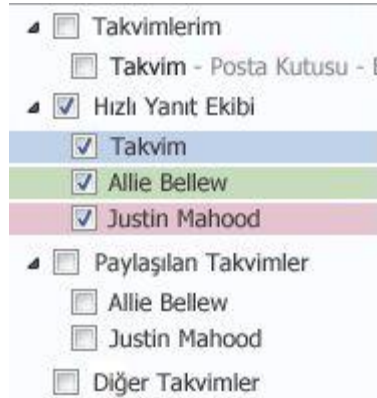 Takvimlerim
Takvim - Posta Kutusu -
Hızlı Yanıt Ekibi
Takvim
Allie Bellew
Justin Mahood
Paylaşılan Takvimler
Allie Bellew
Justin Mahood
Diğer Takvimler